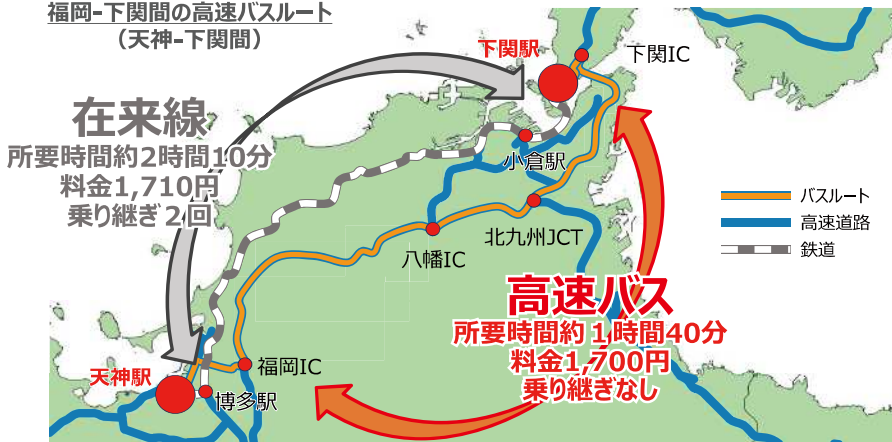 福岡-下関間の高速バスルート
（天神-下関間）
下関駅
下関IC
在来線
所要時間約2時間10分
料金1,710円
乗り継ぎ２回
小倉駅
バスルート
高速道路
鉄道
北九州JCT
八幡IC
高速バス
所要時間約１時間40分
料金1,700円
乗り継ぎなし
福岡IC
天神駅
博多駅